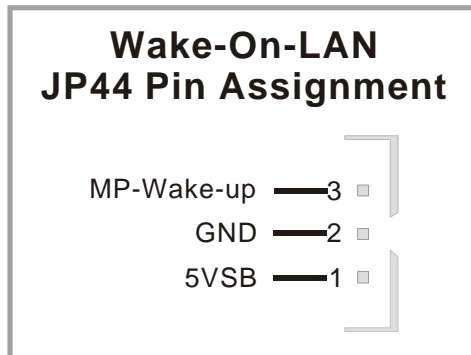 Wake-On-LAN
JP44 Pin Assignment
MP-Wake-up 3
GND 2
5VSB 1